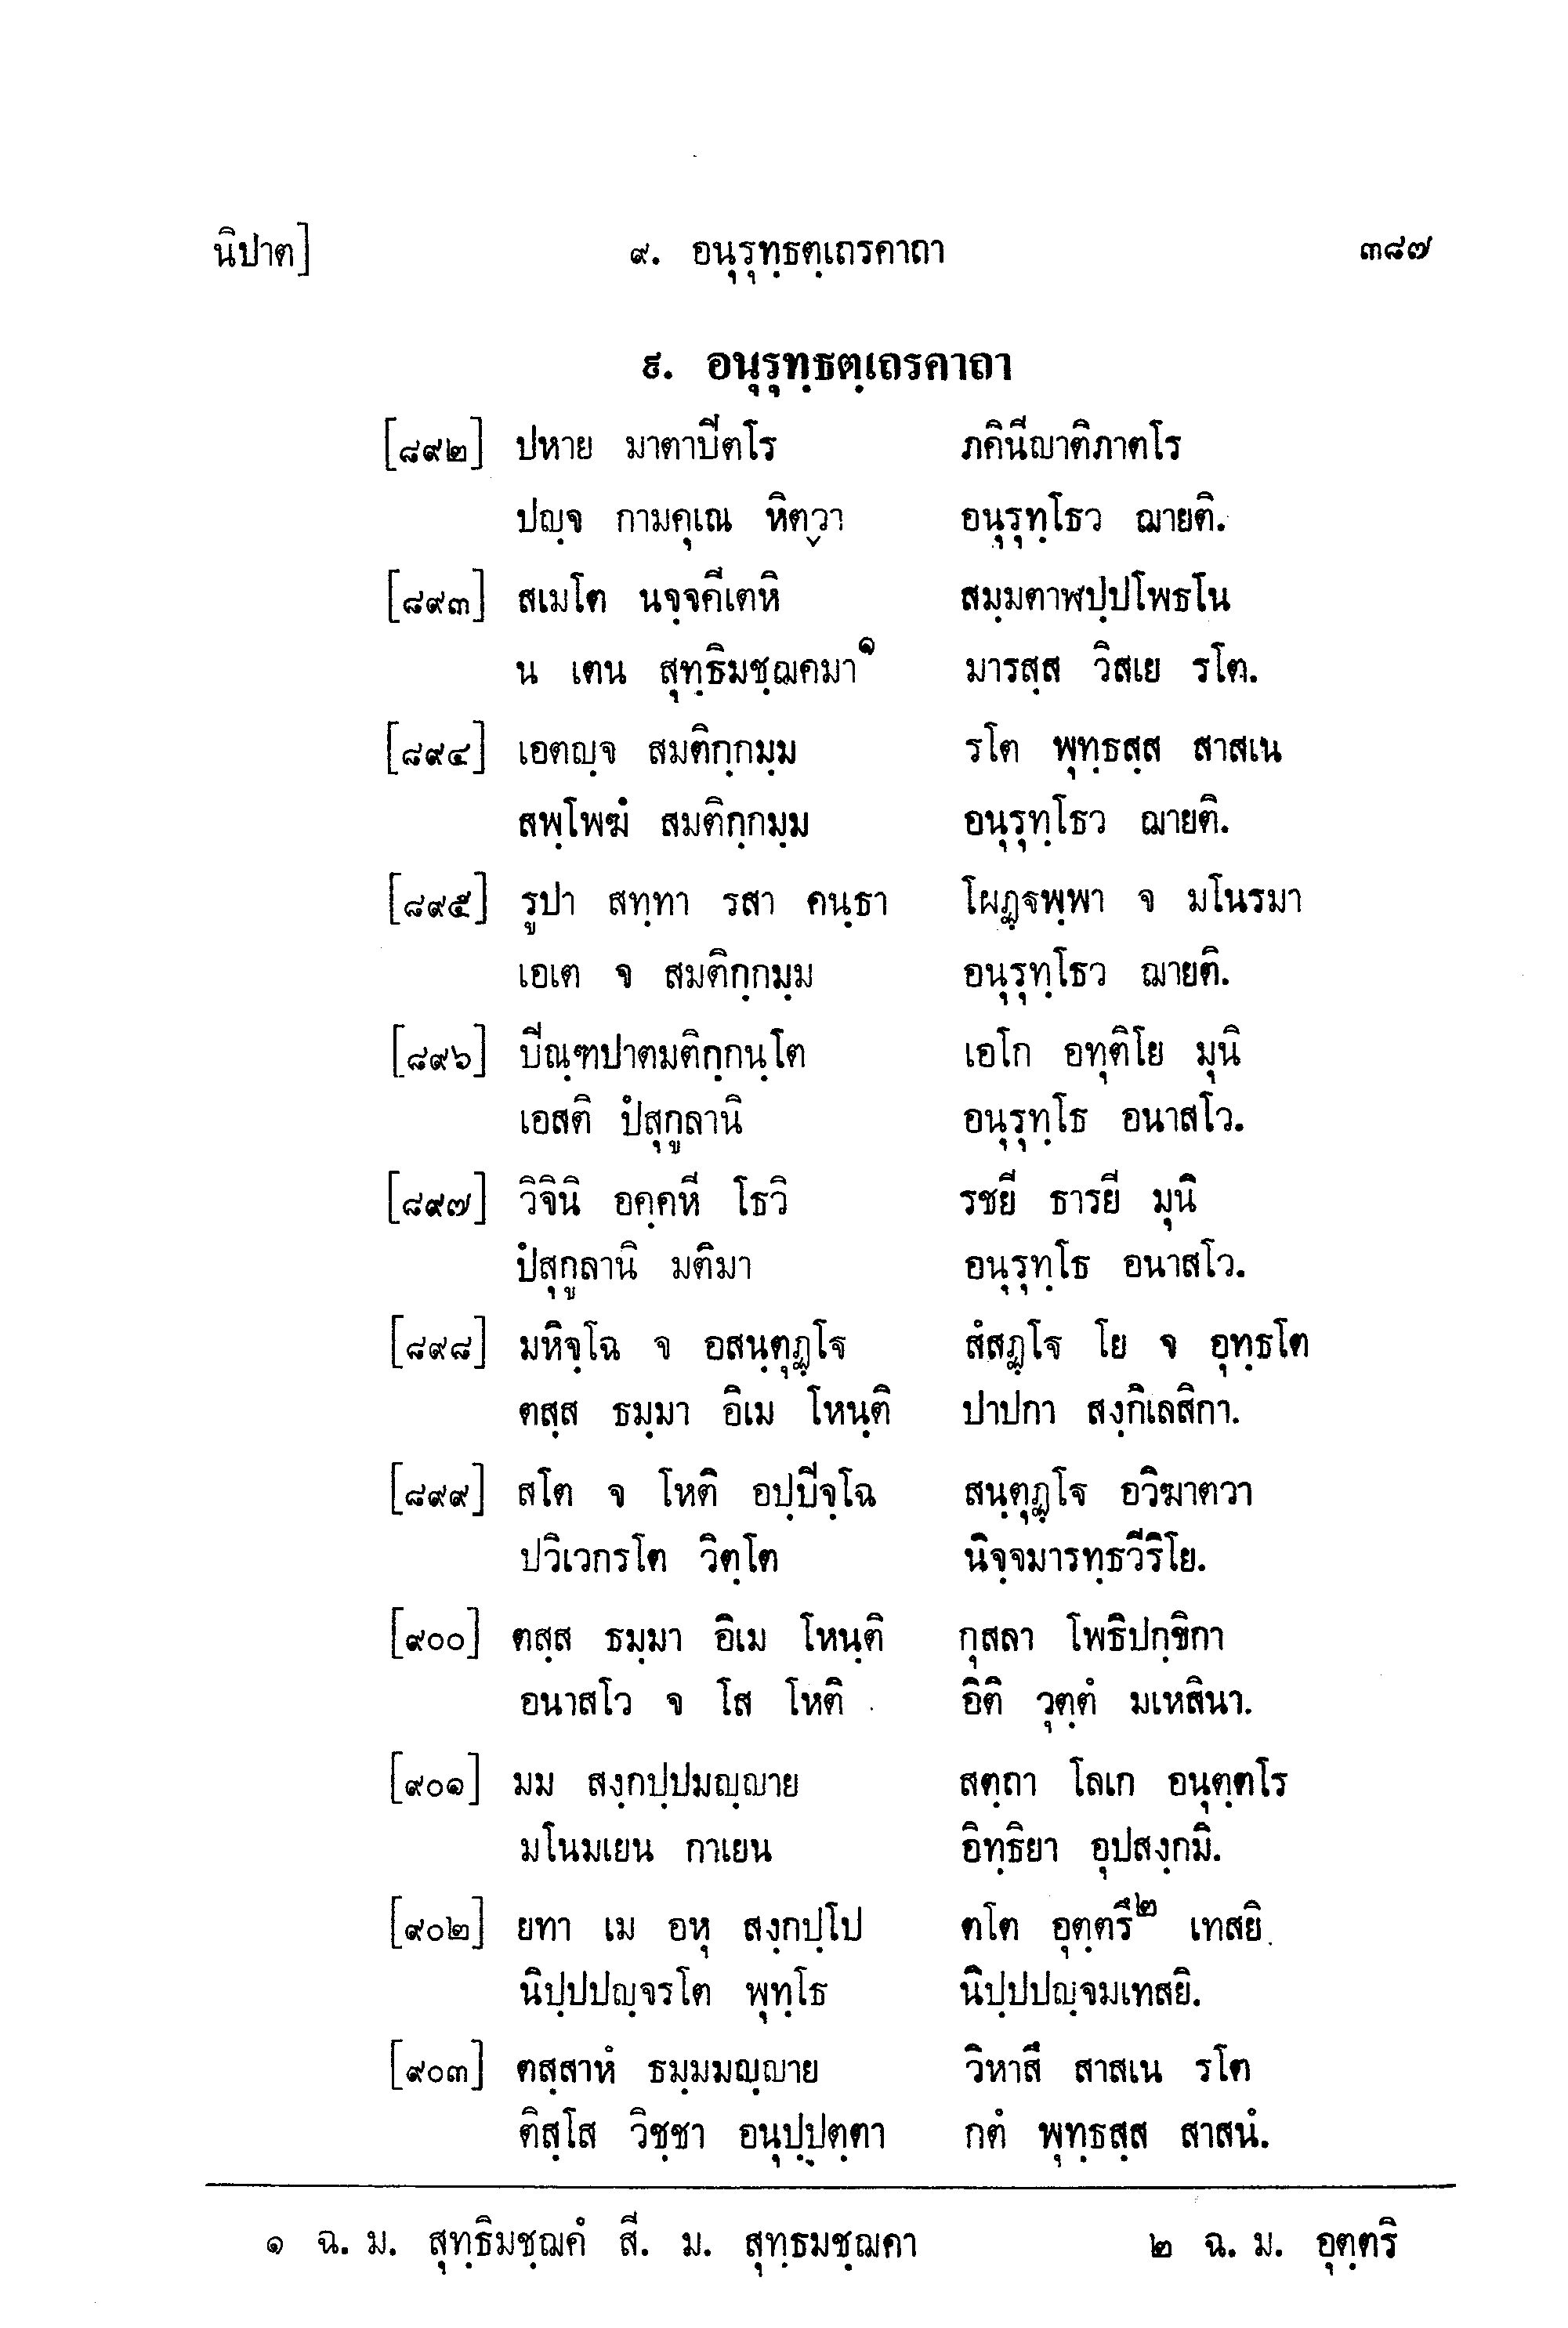 นิปาต] ๙. อนุรุทฺธตฺเถรคาถา ๓๘๗
๙. อนุรุทฺธตฺเถรคาถา
[๘๙๒] ปหาย มาตาปิตโร ภคินีญาติภาตโร
ปญฺจ กามคุเณ หิตฺวา อนุรุทฺโธว ฌายติ.
[๘๙๓] สเมโต นจฺจคีเตหิ สมฺมตาฬปฺปโพธโน
น เตน สุทฺธิมชฺฌคมา๑ มารสฺส วิสเย รโต.
[๘๙๔] เอตญฺจ สมติกฺกมฺม รโต พุทฺธสฺส สาสเน
สพฺโพฆํ สมติกฺกมฺม อนุรุทฺโธว ฌายติ.
[๘๙๕] รูปา สทฺทา รสา คนฺธา โผฏฺฐพฺพา จ มโนรมา
เอเต จ สมติกฺกมฺม อนุรุทฺโธว ฌายติ.
[๘๙๖] ปิณฺฑปาตมติกฺกนฺโต เอโก อทุติโย มุนิ
เอสติ ปํสุกูลานิ อนุรุทฺโธ อนาสโว.
[๘๙๗] วิจินิ อคฺคหี โธวิ รชยี ธารยี มุนิ
ปํสุกูลานิ มติมา อนุรุทฺโธ อนาสโว.
[๘๙๘] มหิจฺโฉ จ อสนฺตุฏฺโฐ สํสฏฺโฐ โย จ อุทฺธโต
ตสฺส ธมฺมา อิเม โหนฺติ ปาปกา สงฺกิเลสิกา.
[๘๙๙] สโต จ โหติ อปฺปิจฺโฉ สนฺตุฏฺโฐ อวิฆาตวา
ปวิเวกรโต วิตฺโต นิจฺจมารทฺธวีริโย.
[๙๐๐] ตสฺส ธมฺมา อิเม โหนฺติ กุสลา โพธิปกฺขิกา
อนาสโว จ โส โหติ อิติ วุตฺตํ มเหสินา.
[๙๐๑] มม สงฺกปฺปมญฺญาย สตฺถา โลเก อนุตฺตโร
มโนมเยน กาเยน อิทฺธิยา อุปสงฺกมิ.
[๙๐๒] ยทา เม อหุ สงฺกปฺโป ตโต อุตฺตรึ๒ เทสยิ
นิปฺปปญฺจรโต พุทฺโธ นิปฺปปญฺจมเทสยิ.
[๙๐๓] ตสฺสาหํ ธมฺมมญฺญาย วิหาสึ สาสเน รโต
ติสฺโส วิชฺชา อนุปฺปตฺตา กตํ พุทฺธสฺส สาสนํ.
๑ ฉ. ม. สุทฺธิมชฺฌคํ สี. ม. สุทฺธมชฺฌคา ๒ ฉ. ม. อุตฺตริ